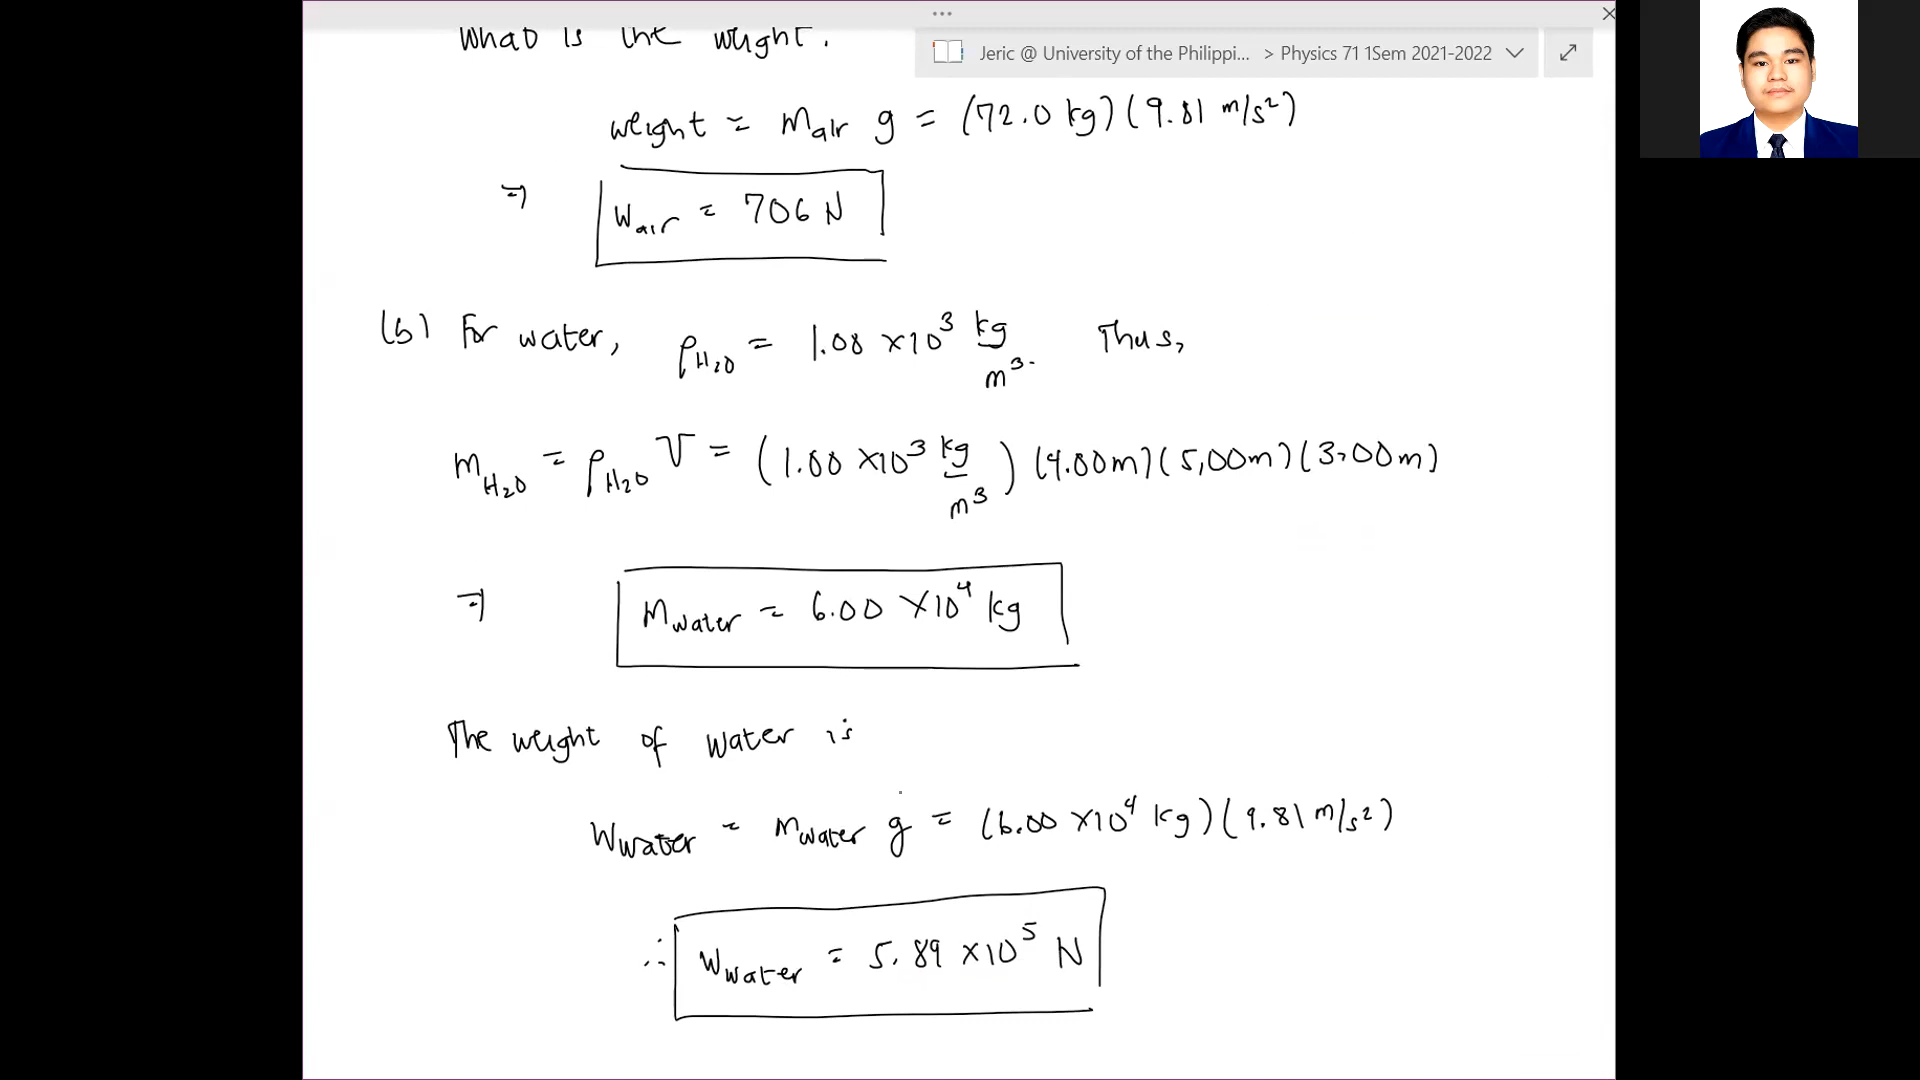 ...
What is the weight.
Jeric @ University of the Philippi... > Physics 71 1Sem 2021-2022
weight = m_air g = (72.0 kg)(9.81 m/s²)
⇒ W_air = 706 N
(b) For water, ρ_H₂O = 1.00 ×10³ kg/m³. Thus,
m_H₂O = ρ_H₂O V = (1.00 ×10³ kg/m³)(4.00m)(5.00m)(3.00m)
⇒ M_water = 6.00 ×10⁴ kg
The weight of water is
W_water = m_water g = (6.00 ×10⁴ kg)(9.81 m/s²)
∴ W_water = 5.89 ×10⁵ N